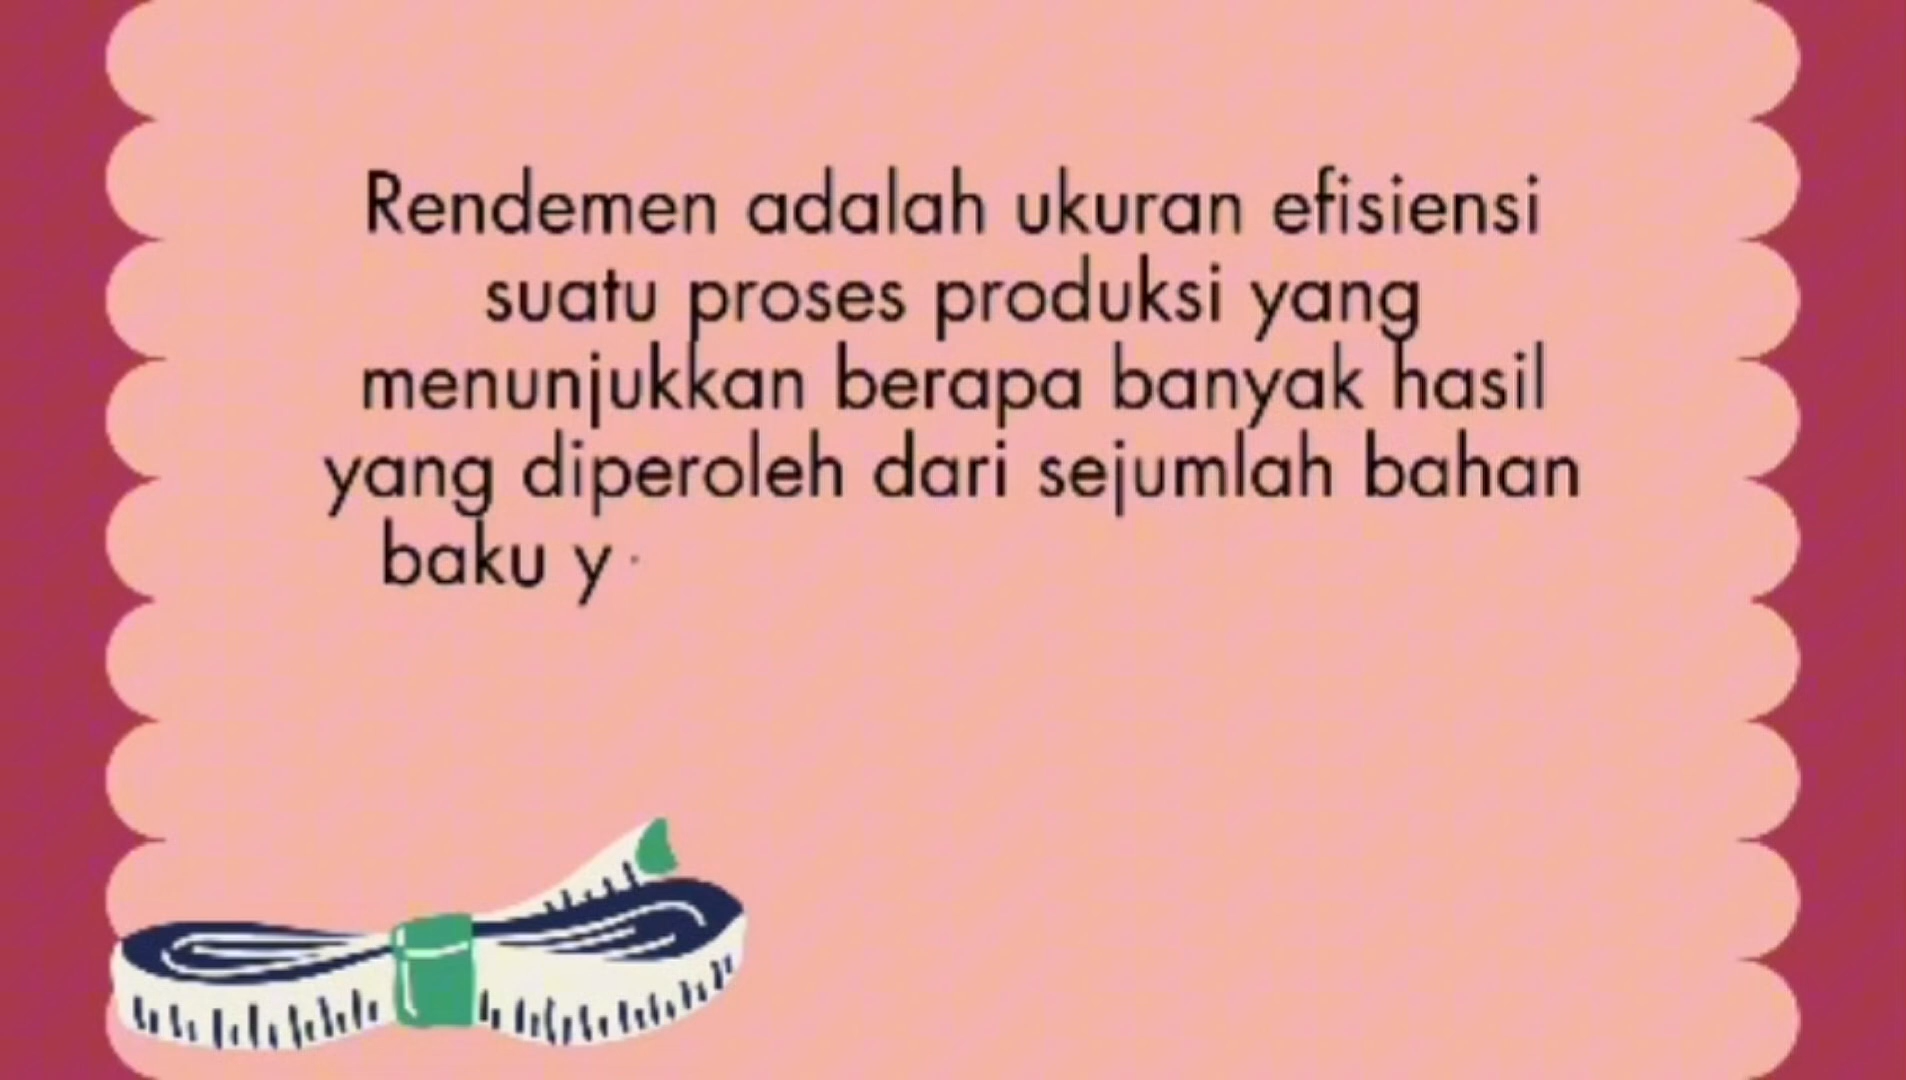 Rendemen adalah ukuran efisiensi
suatu proses produksi yang
menunjukkan berapa banyak hasil
yang diperoleh dari sejumlah bahan
baku y